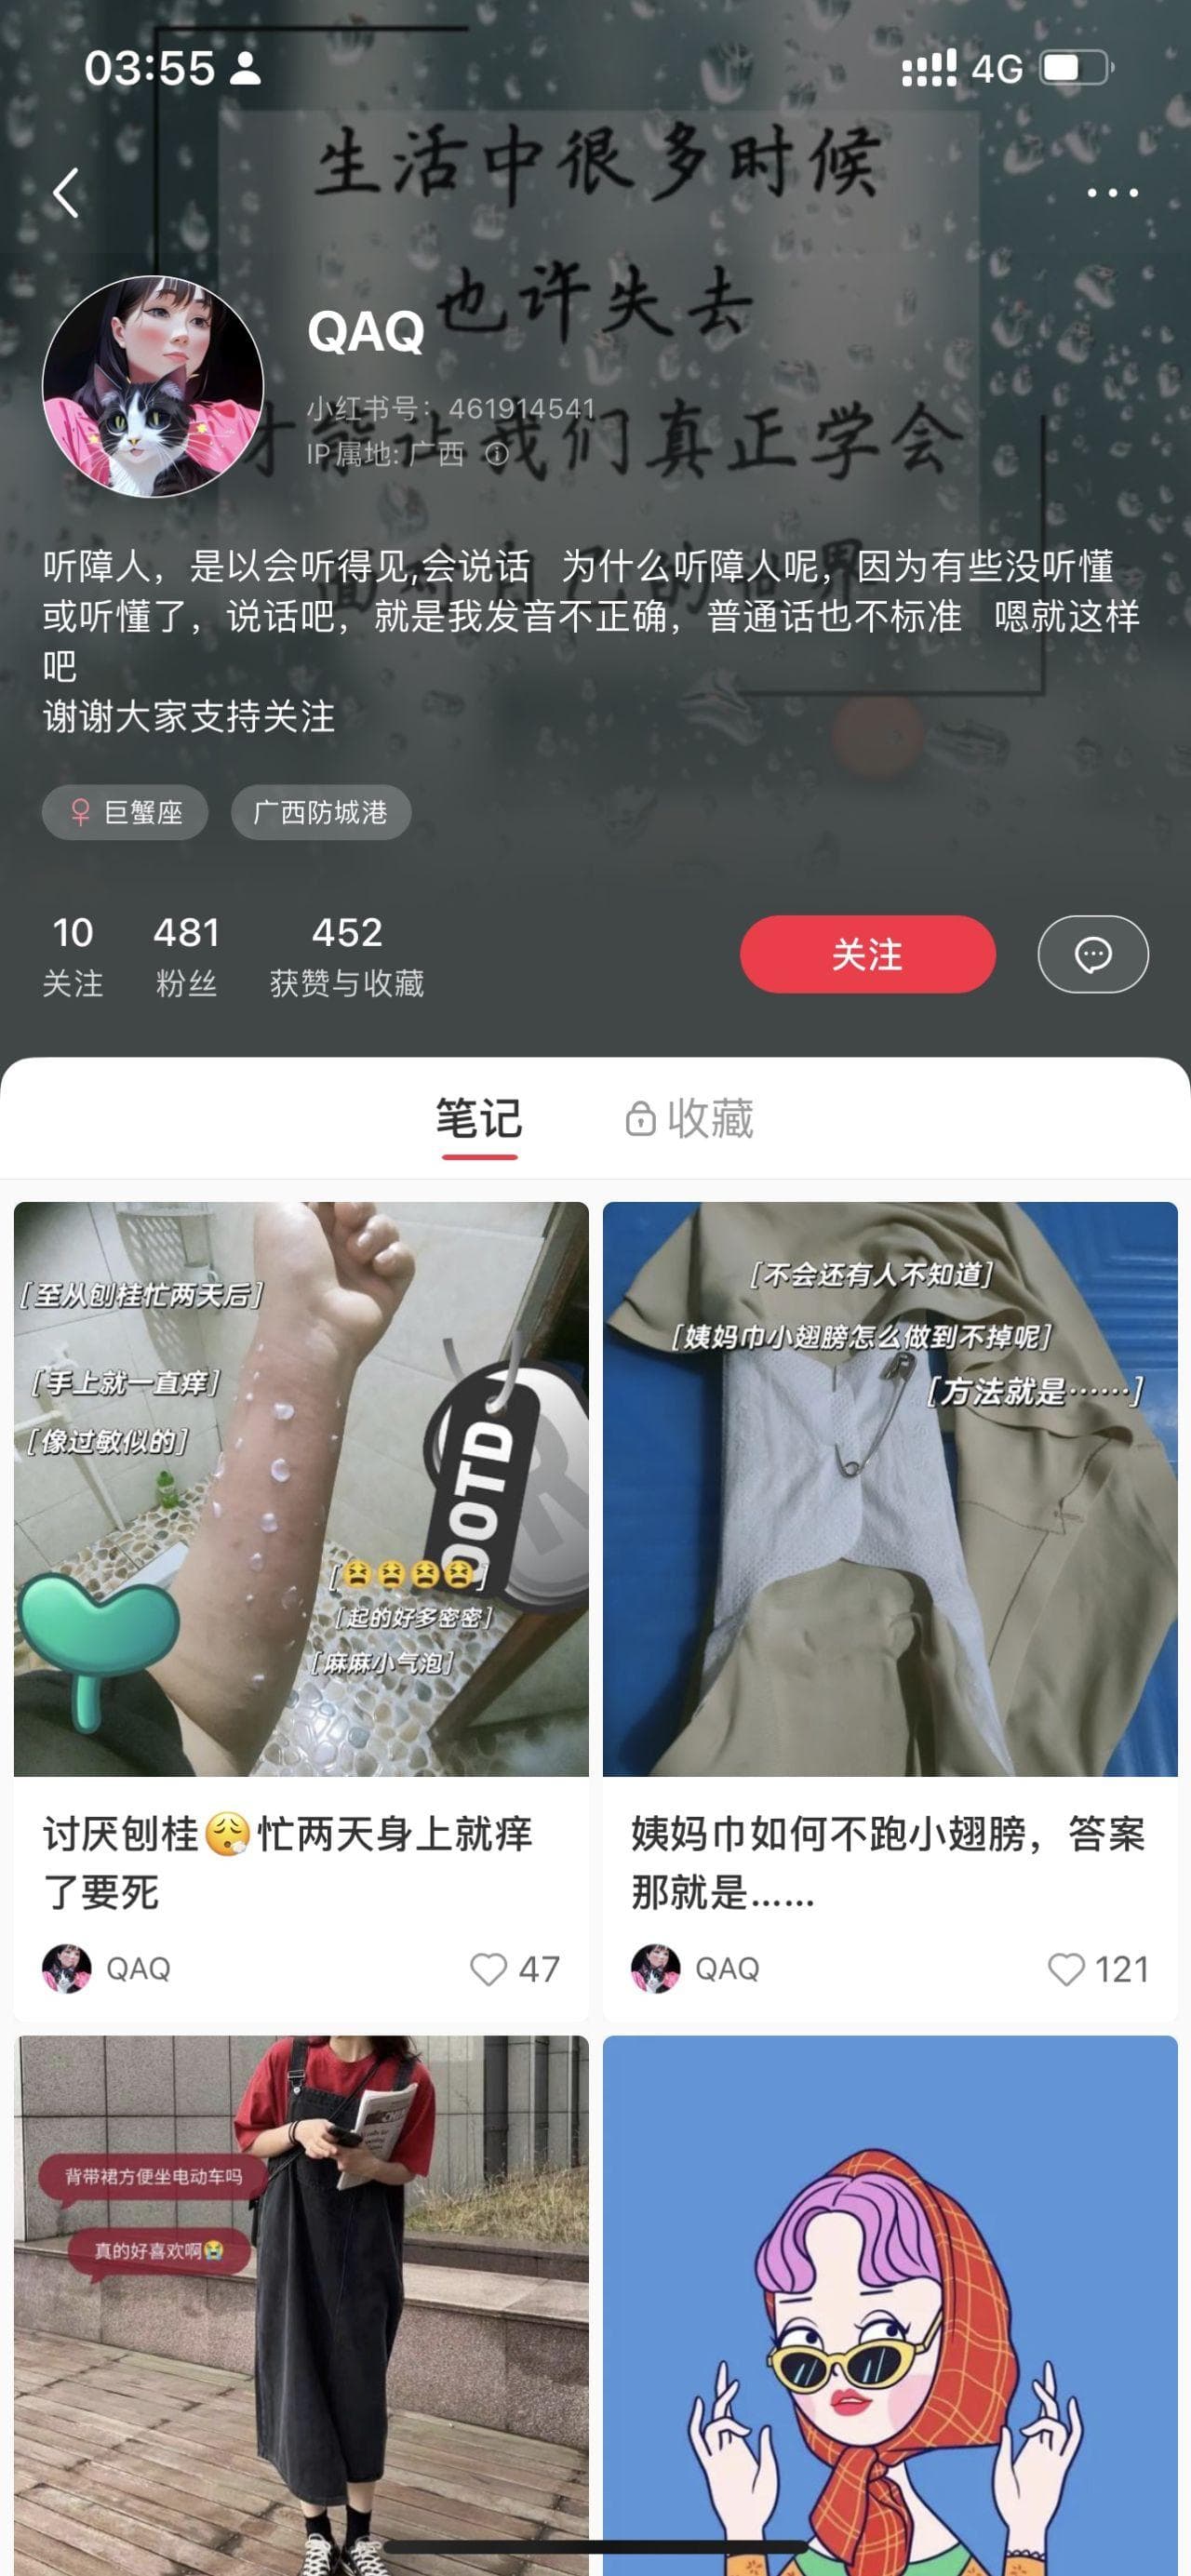 03:55
4G
生活中很多时候
也许失去
才能让我们真正学会
QAQ
小红书号：461914541
IP属地:广西
听障人，是以会听得见,会说话 为什么听障人呢，因为有些没听懂
或听懂了，说话吧，就是我发音不正确，普通话也不标准 嗯就这样
吧
谢谢大家支持关注
♀ 巨蟹座
广西防城港
10 481 452
关注 粉丝 获赞与收藏
关注
笔记 收藏
[至从刨桂忙两天后]
[手上就一直痒]
[像过敏似的]
OOTD
[😫😫😫😫]
[起的好多密密]
[麻麻小气泡]
讨厌刨桂😮‍💨忙两天身上就痒
了要死
QAQ 47
[不会还有人不知道]
[姨妈巾小翅膀怎么做到不掉呢]
[方法就是……]
姨妈巾如何不跑小翅膀，答案
那就是……
QAQ 121
背带裙方便坐电动车吗
真的好喜欢啊😭